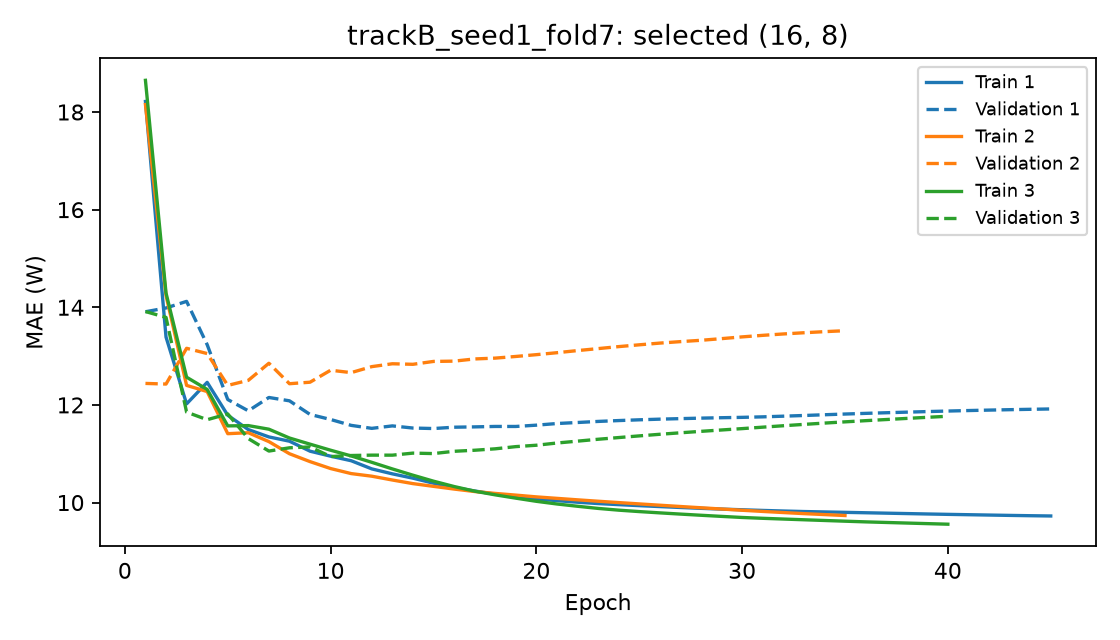 trackB_seed1_fold7: selected (16, 8)
Train 1
Validation 1
Train 2
Validation 2
Train 3
Validation 3
MAE (W)
18
16
14
12
10
0 10 20 30 40
Epoch